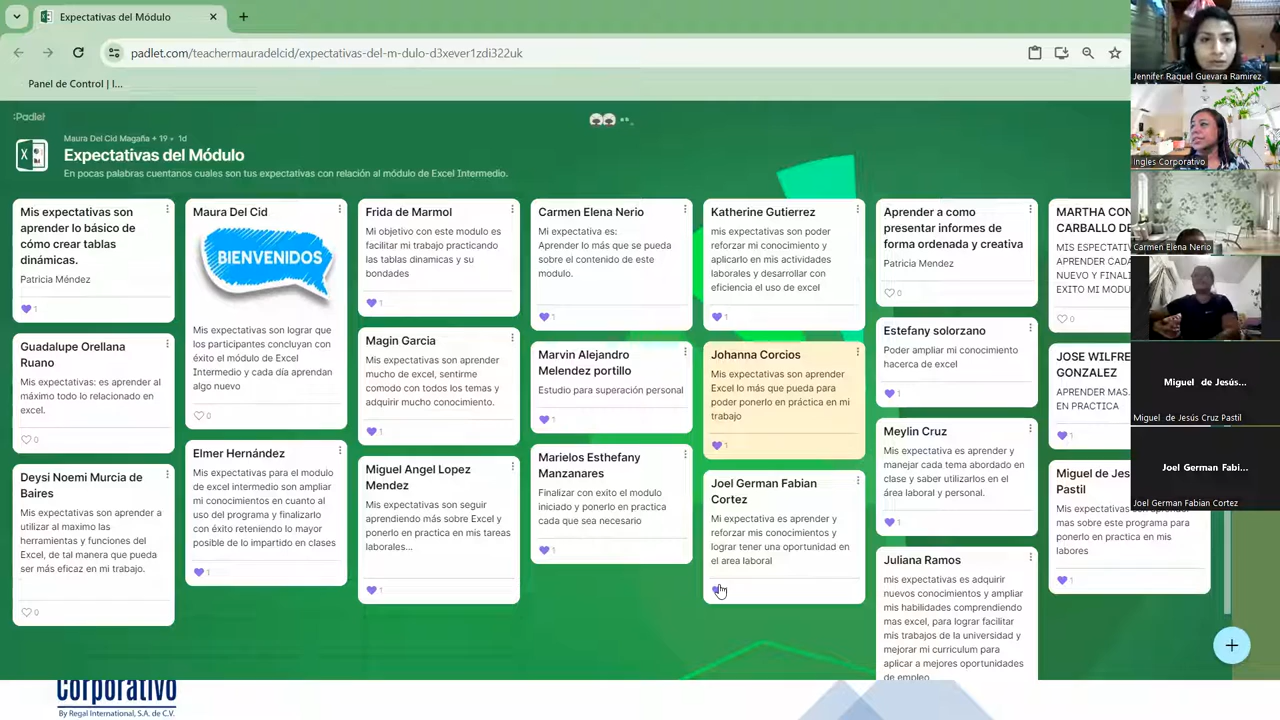 Expectativas del Módulo
padlet.com/teachermauradelcid/expectativas-del-m-dulo-d3xever1zdi322uk
Panel de Control | I...
:Padlet
Maura Del Cid Magaña + 19 • 1d
Expectativas del Módulo
En pocas palabras cuentanos cuales son tus expectativas con relación al módulo de Excel Intermedio.
Mis expectativas son
aprender lo básico de
cómo crear tablas
dinámicas.
Patricia Méndez
1
Guadalupe Orellana
Ruano
Mis expectativas: es aprender al
máximo todo lo relacionado en
excel.
0
Deysi Noemi Murcia de
Baires
Mis expectativas son aprender a
utilizar al maximo las
herramientas y funciones del
Excel, de tal manera que pueda
ser más eficaz en mi trabajo.
0
Maura Del Cid
BIENVENIDOS
Mis expectativas son lograr que
los participantes concluyan con
éxito el módulo de Excel
Intermedio y cada día aprendan
algo nuevo
0
Elmer Hernández
Mis expectativas para el modulo
de excel intermedio son ampliar
mi conocimientos en cuanto al
uso del programa y finalizarlo
con éxito reteniendo lo mayor
posible de lo impartido en clases
1
Frida de Marmol
Mi objetivo con este modulo es
facilitar mi trabajo practicando
las tablas dinamicas y su
bondades
1
Magin Garcia
Mis expectativas son aprender
mucho de excel, sentirme
comodo con todos los temas y
adquirir mucho conocimiento.
1
Miguel Angel Lopez
Mendez
Mis expectativas son seguir
aprendiendo más sobre Excel y
ponerlo en practica en mis tareas
laborales...
1
Carmen Elena Nerio
Mi expectativa es:
Aprender lo más que se pueda
sobre el contenido de este
modulo.
1
Marvin Alejandro
Melendez portillo
Estudio para superación personal
1
Marielos Esthefany
Manzanares
Finalizar con exito el modulo
iniciado y ponerlo en practica
cada que sea necesario
1
Katherine Gutierrez
mis expectativas son poder
reforzar mi conocimiento y
aplicarlo en mis actividades
laborales y desarrollar con
eficiencia el uso de excel
1
Johanna Corcios
Mis expectativas son aprender
Excel lo más que pueda para
poder ponerlo en práctica en mi
trabajo
1
Joel German Fabian
Cortez
Mi expectativa es aprender y
reforzar mis conocimientos y
lograr tener una oportunidad en
el area laboral
Aprender a como
presentar informes de
forma ordenada y creativa
Patricia Mendez
0
Estefany solorzano
Poder ampliar mi conocimiento
hacerca de excel
1
Meylin Cruz
Mis expectativa es aprender y
manejar cada tema abordado en
clase y saber utilizarlos en el
área laboral y personal.
1
Juliana Ramos
mis expectativas es adquirir
nuevos conocimientos y ampliar
mis habilidades comprendiendo
mas excel, para lograr facilitar
mis trabajos de la universidad y
mejorar mi curriculum para
aplicar a mejores oportunidades
de empleo
MARTHA CON
CARBALLO DE
MIS ESPECTATI
APRENDER CADA
NUEVO Y FINALI
EXITO MI MODU
0
JOSE WILFRE
GONZALEZ
APRENDER MAS
EN PRACTICA
1
Miguel de Jes
Pastil
Mis expectativas son aprender
mas sobre este programa para
ponerlo en practica en mis
labores
1
Jennifer Raquel Guevara Ramirez
Ingles Corporativo
Carmen Elena Nerio
Miguel de Jesús...
Miguel de Jesús Cruz Pastil
Joel German Fabi...
Joel German Fabian Cortez
Corporativo
By Regal International, S.A. de C.V.